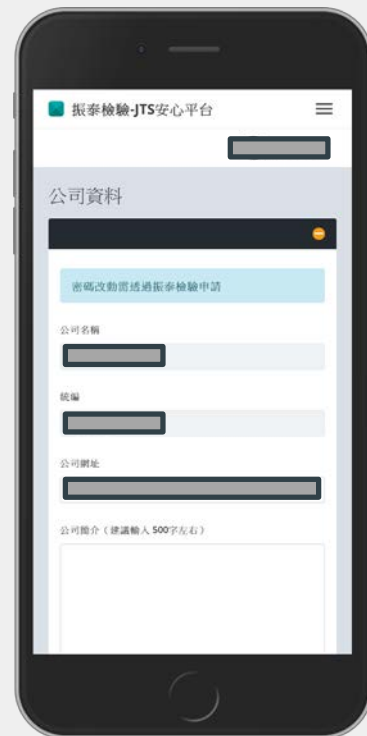 振泰檢驗-JTS安心平台
公司資料
密碼改動需透過振泰檢驗申請
公司名稱
統編
公司網址
公司簡介（建議輸入 500字左右）